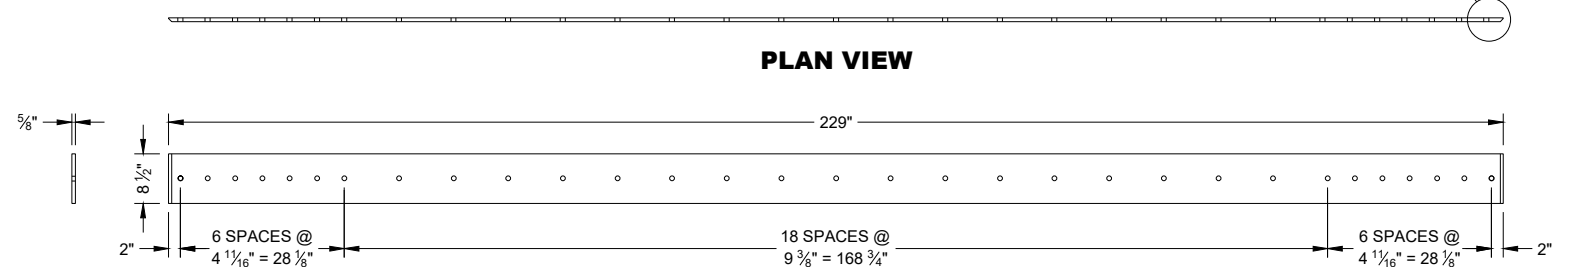 PLAN VIEW
5/8"
229"
8 1/2"
2"
6 SPACES @
4 11/16" = 28 1/8"
18 SPACES @
9 3/8" = 168 3/4"
6 SPACES @
4 11/16" = 28 1/8"
2"